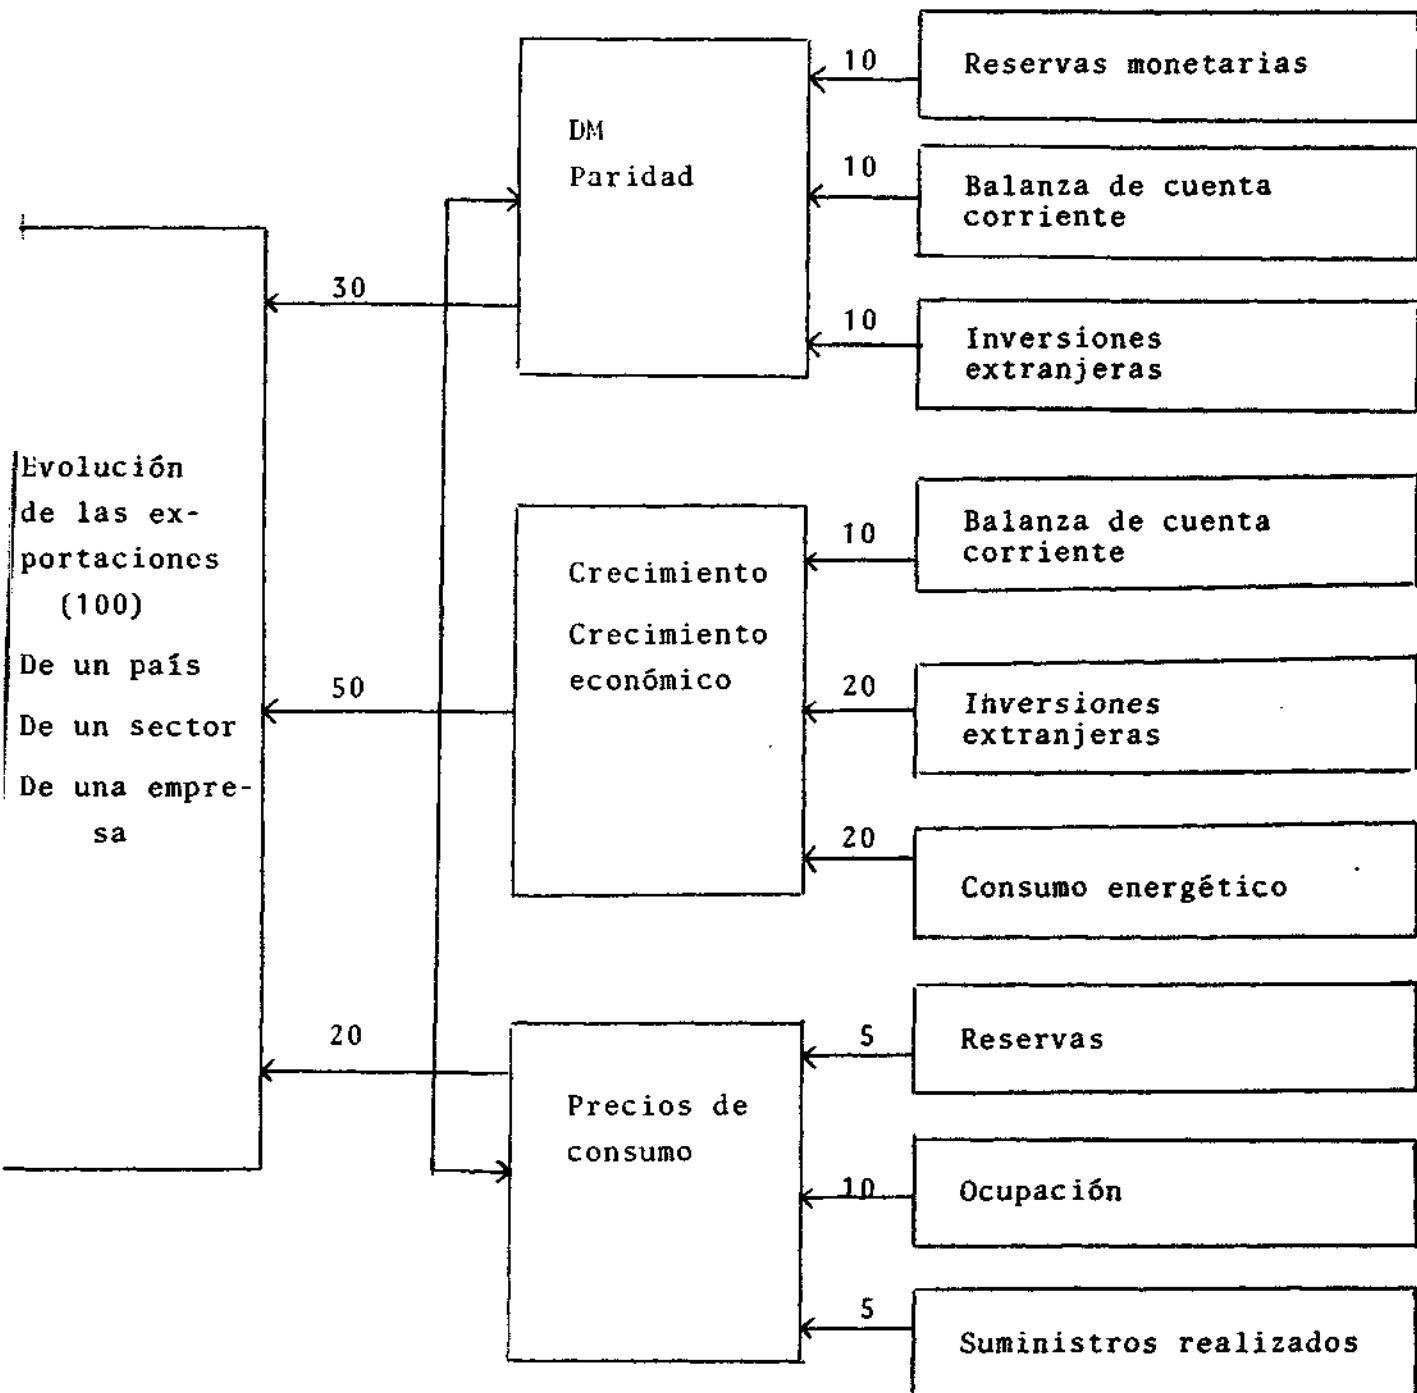 10
Reservas monetarias
DM
Paridad
10
Balanza de cuenta
corriente
30
10
Inversiones
extranjeras
Evolución
de las ex-
portaciones
(100)
De un país
De un sector
De una empre-
sa
50
Crecimiento
Crecimiento
económico
10
Balanza de cuenta
corriente
20
Inversiones
extranjeras
20
Consumo energético
20
Precios de
consumo
5
Reservas
10
Ocupación
5
Suministros realizados